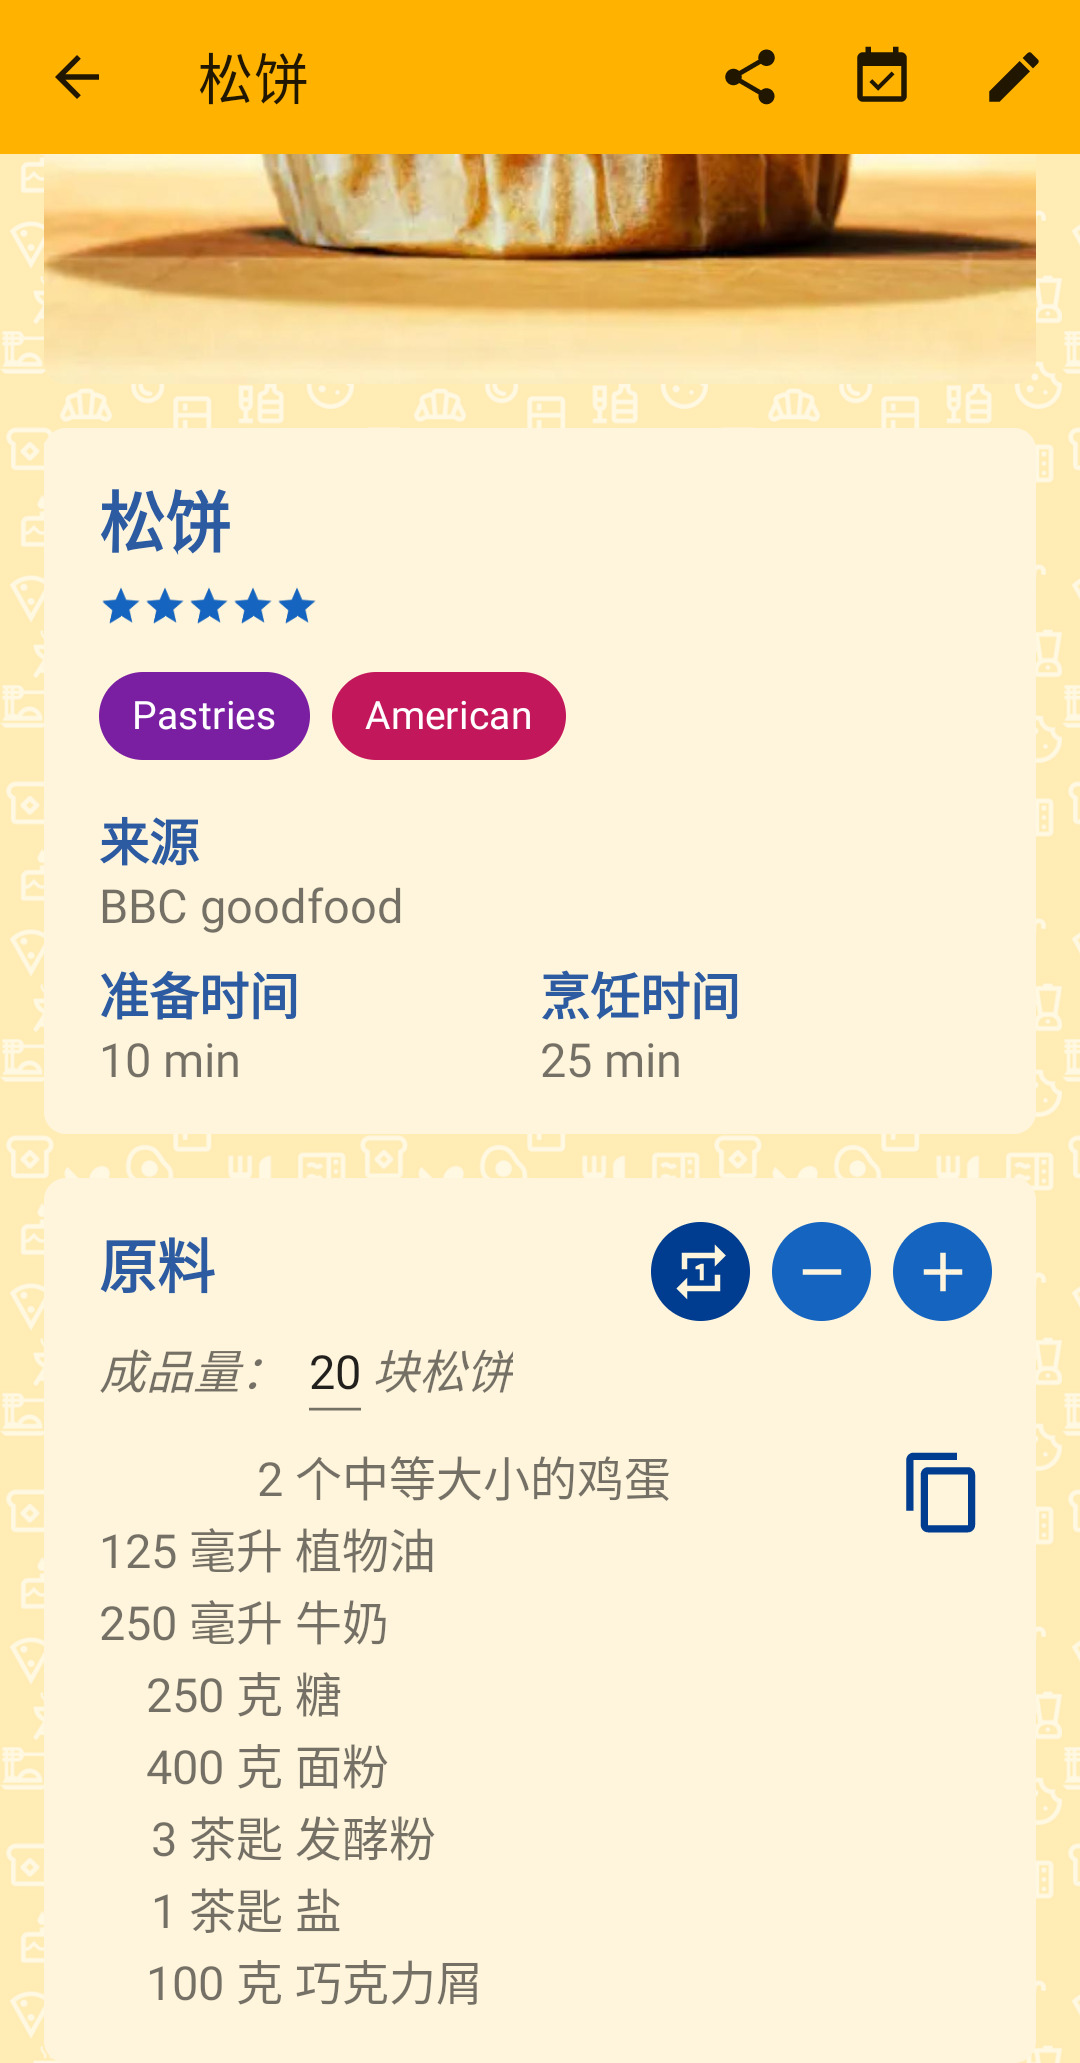 松饼
松饼
Pastries American
来源
BBC goodfood
准备时间 烹饪时间
10 min 25 min
原料
1
成品量： 20 块松饼
2 个中等大小的鸡蛋
125 毫升 植物油
250 毫升 牛奶
250 克 糖
400 克 面粉
3 茶匙 发酵粉
1 茶匙 盐
100 克 巧克力屑